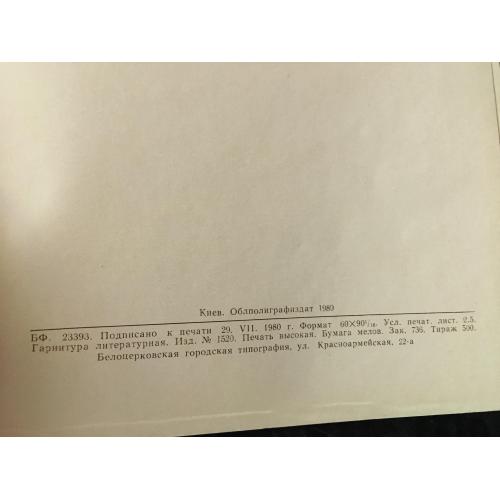 Киев. Облполиграфиздат 1980
БФ. 23393. Подписано к печати 29. VII. 1980 г. Формат 60×90¹/₁₆. Усл. печат. лист. 2.5.
Гарнитура литературная. Изд. № 1520. Печать высокая. Бумага мелов. Зак. 736. Тираж 500.
Белоцерковская городская типография, ул. Красноармейская, 22-а